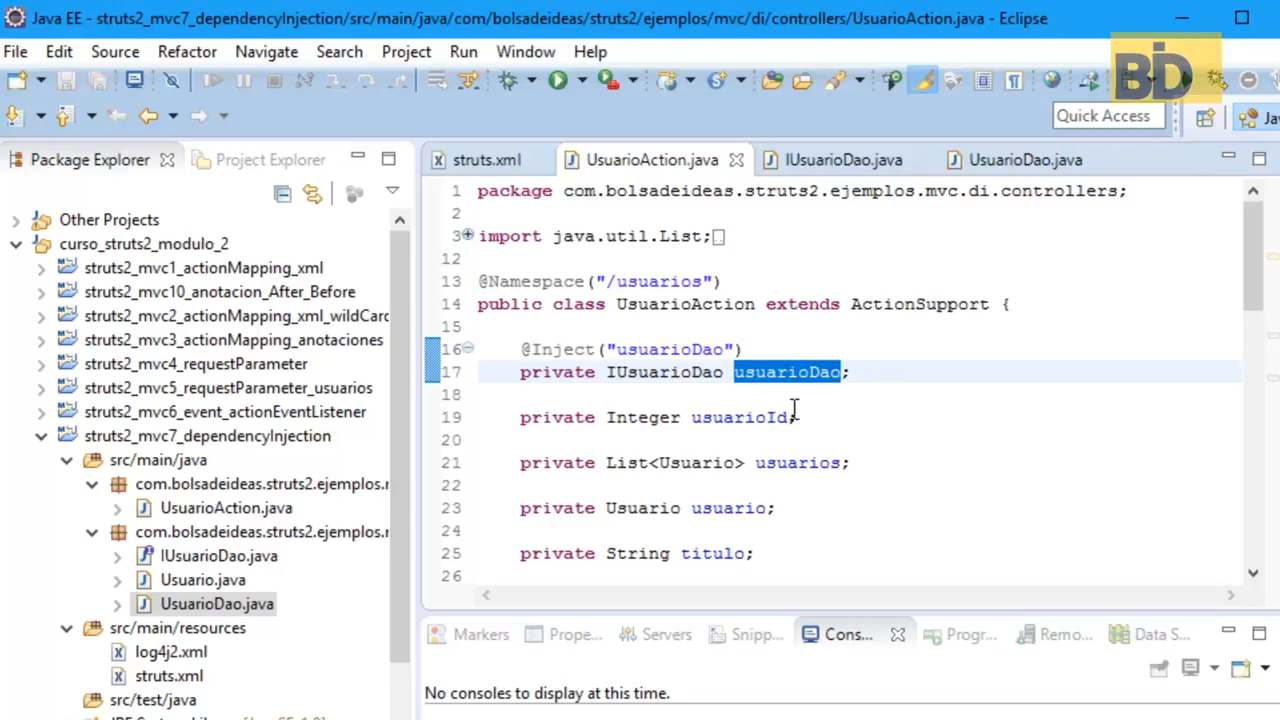 Java EE - struts2_mvc7_dependencyInjection/src/main/java/com/bolsadeideas/struts2/ejemplos/mvc/di/controllers/UsuarioAction.java - Eclipse
File Edit Source Refactor Navigate Search Project Run Window Help
BD
Quick Access
Package Explorer
Project Explorer
Other Projects
curso_struts2_modulo_2
struts2_mvc1_actionMapping_xml
struts2_mvc10_anotacion_After_Before
struts2_mvc2_actionMapping_xml_wildCard
struts2_mvc3_actionMapping_anotaciones
struts2_mvc4_requestParameter
struts2_mvc5_requestParameter_usuarios
struts2_mvc6_event_actionEventListener
struts2_mvc7_dependencyInjection
src/main/java
com.bolsadeideas.struts2.ejemplos.
UsuarioAction.java
com.bolsadeideas.struts2.ejemplos.
IUsuarioDao.java
Usuario.java
UsuarioDao.java
src/main/resources
log4j2.xml
struts.xml
src/test/java
struts.xml UsuarioAction.java IUsuarioDao.java UsuarioDao.java
1 package com.bolsadeideas.struts2.ejemplos.mvc.di.controllers;
2
3 import java.util.List;
12
13 @Namespace("/usuarios")
14 public class UsuarioAction extends ActionSupport {
15
16 @Inject("usuarioDao")
17 private IUsuarioDao usuarioDao;
18
19 private Integer usuarioId;
20
21 private List<Usuario> usuarios;
22
23 private Usuario usuario;
24
25 private String titulo;
26
Markers Prope... Servers Snipp... Cons... Progr... Remo... Data S...
No consoles to display at this time.